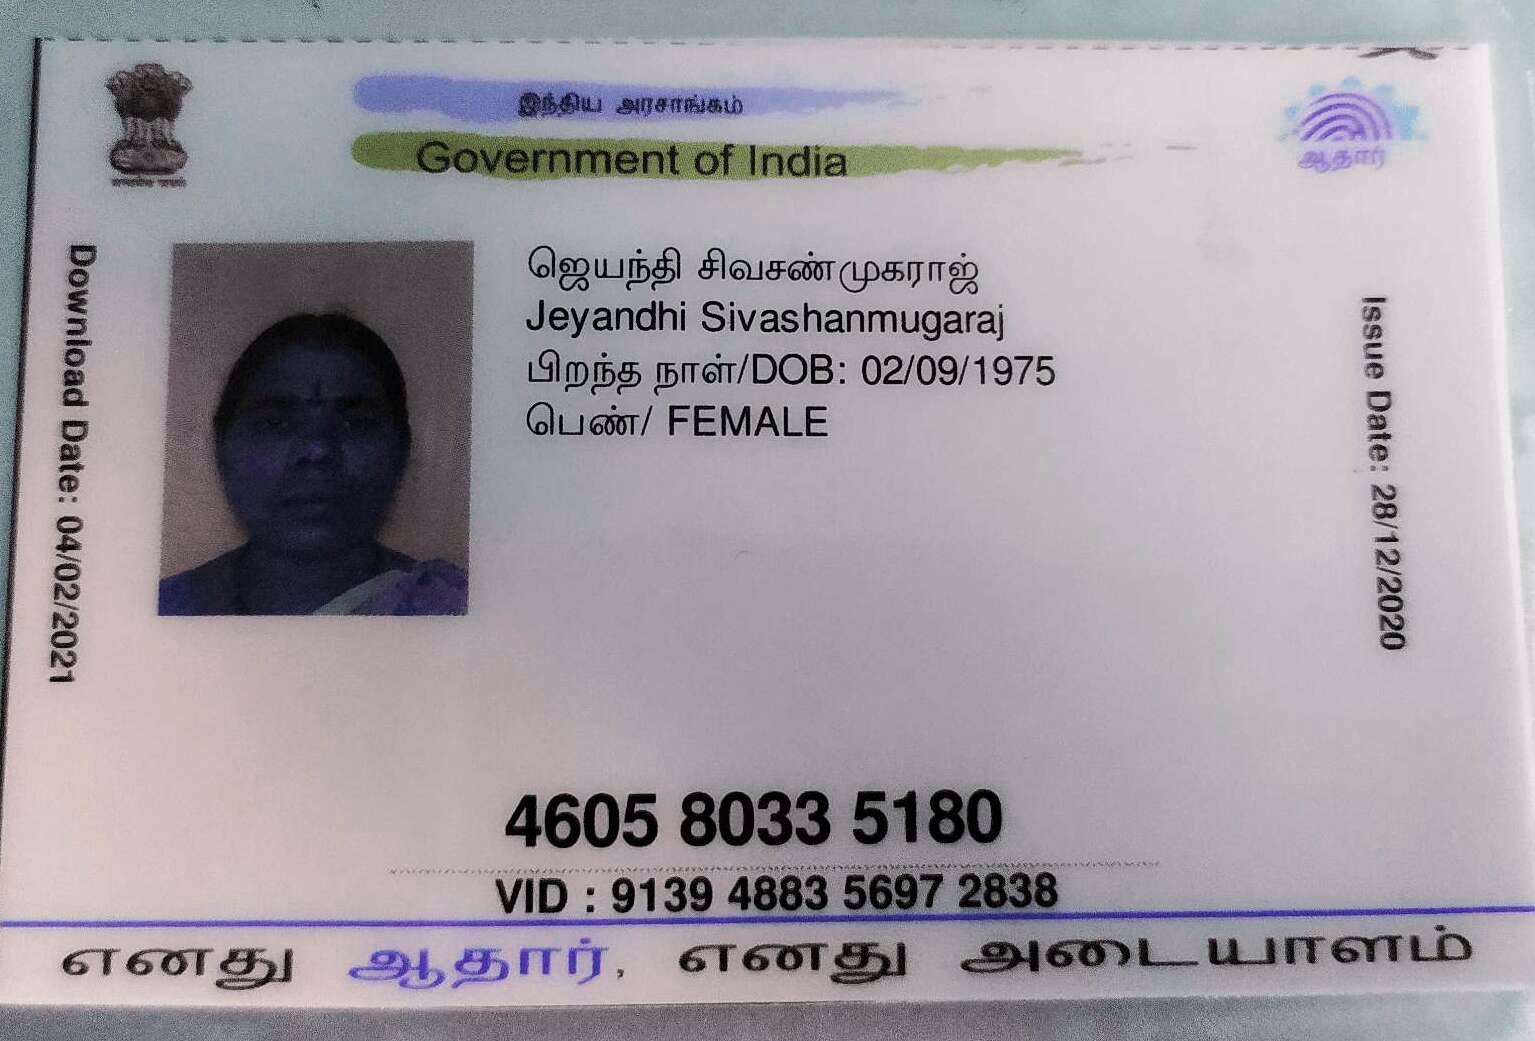 இந்திய அரசாங்கம்
Government of India
ஆதார்
Download Date: 04/02/2021
ஜெயந்தி சிவசண்முகராஜ்
Jeyandhi Sivashanmugaraj
பிறந்த நாள்/DOB: 02/09/1975
பெண்/ FEMALE
Issue Date: 28/12/2020
4605 8033 5180
VID : 9139 4883 5697 2838
எனது ஆதார், எனது அடையாளம்